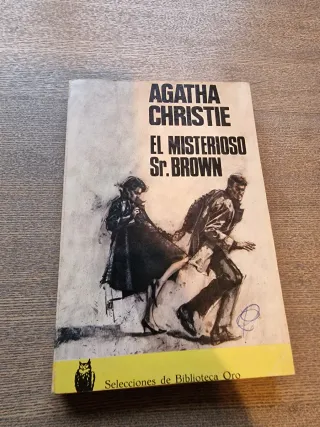 AGATHA
CHRISTIE
EL MISTERIOSO
Sr. BROWN
Selecciones de Biblioteca Oro